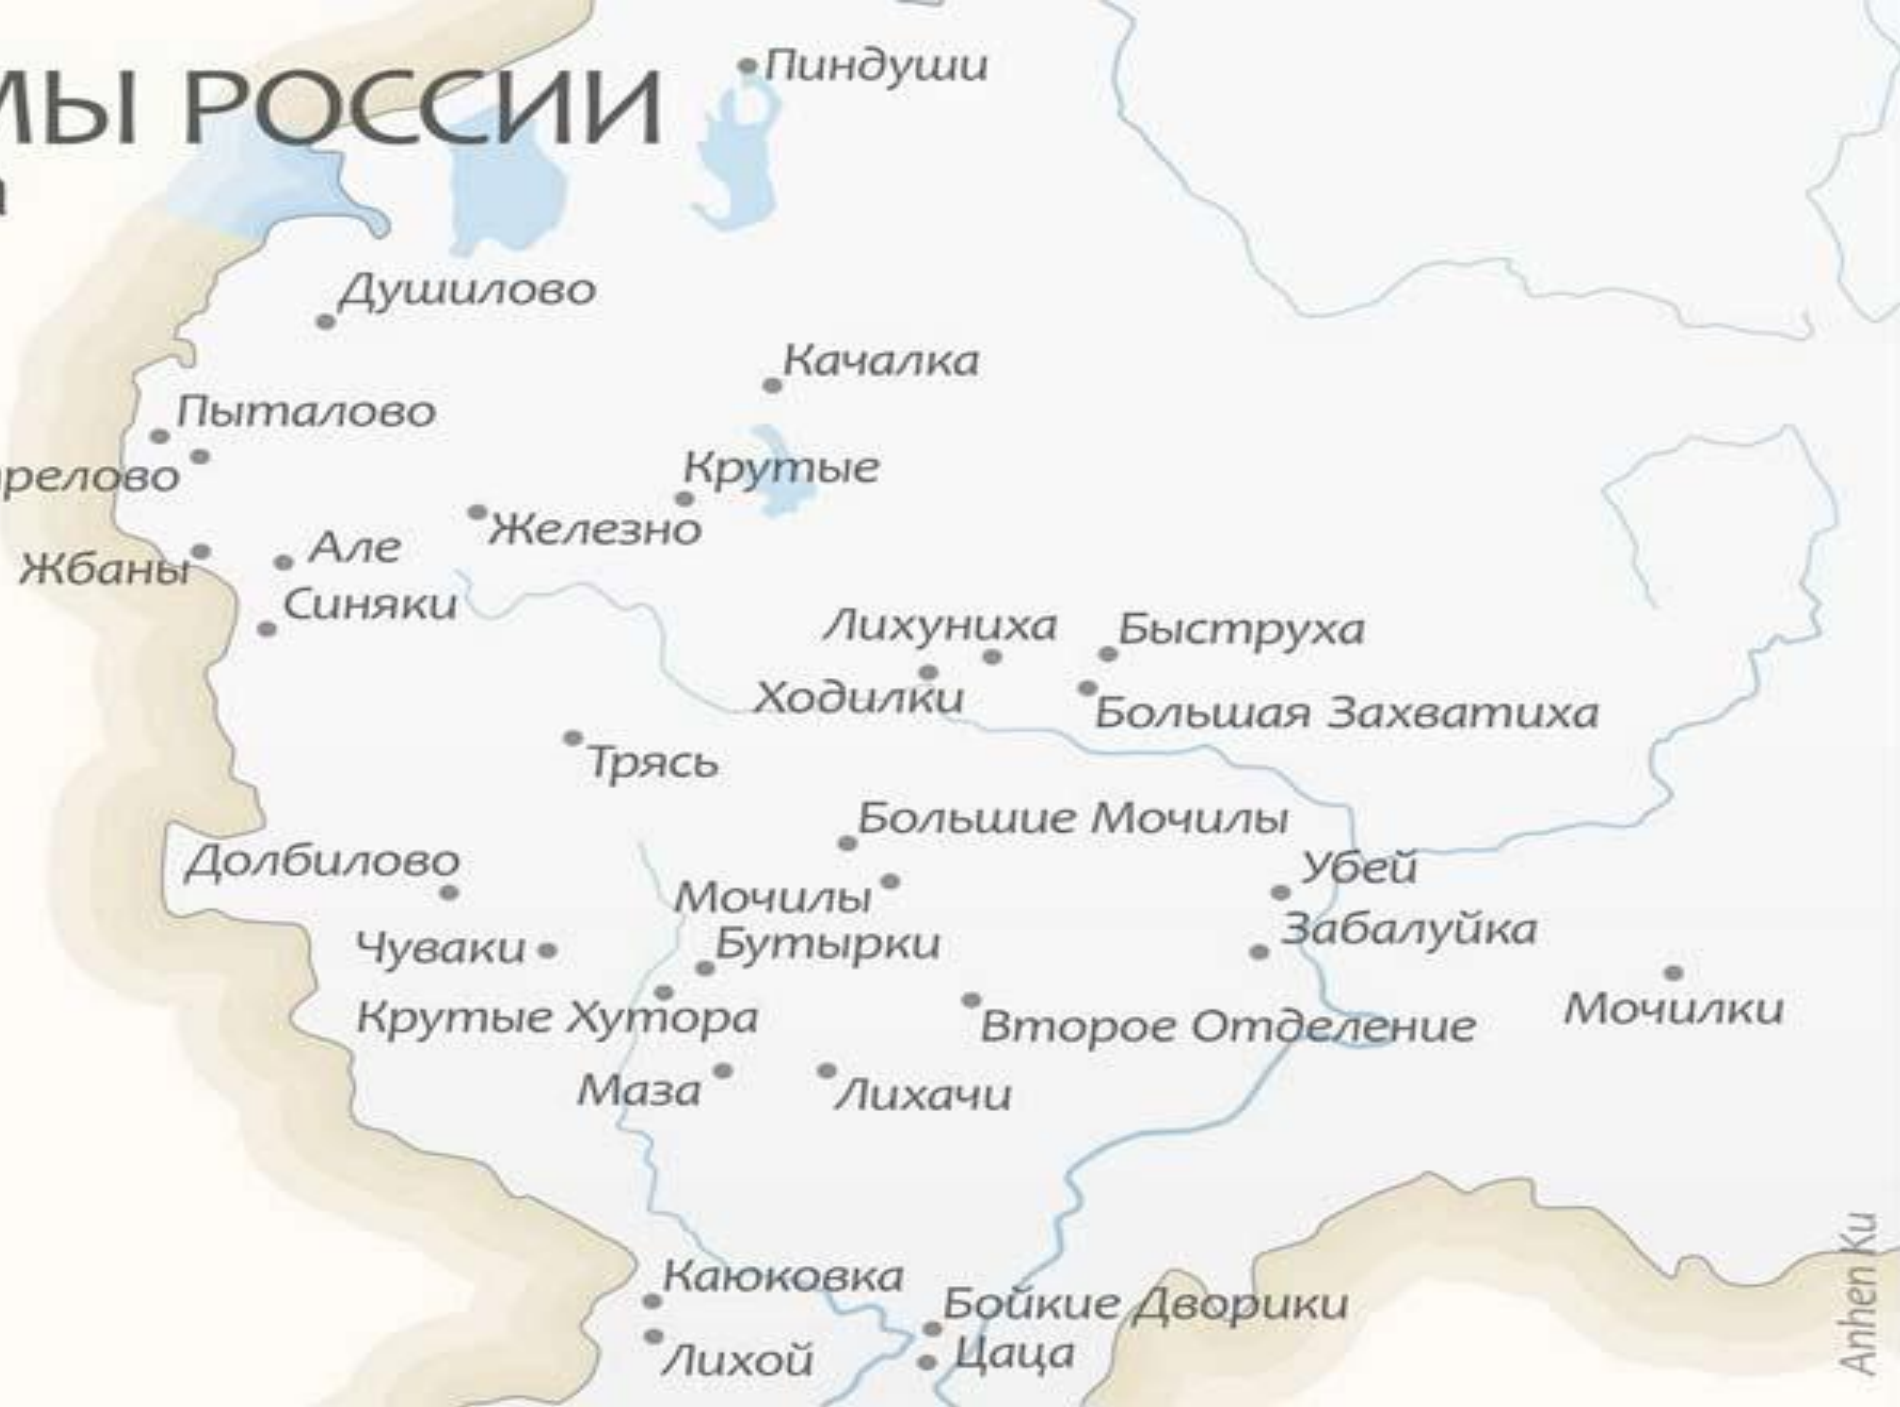 МЫ РОССИИ
а
Пиндуши
Душилово
Качалка
Пыталово
релово
Крутые
Железно
Жбаны
Але
Синяки
Лихуниха
Быструха
Ходилки
Большая Захватиха
Трясь
Большие Мочилы
Долбилово
Убей
Мочилы
Забалуйка
Чуваки
Бутырки
Крутые Хутора
Второе Отделение
Мочилки
Маза
Лихачи
Каюковка
Бойкие Дворики
Лихой
Цаца
Anhen Ku